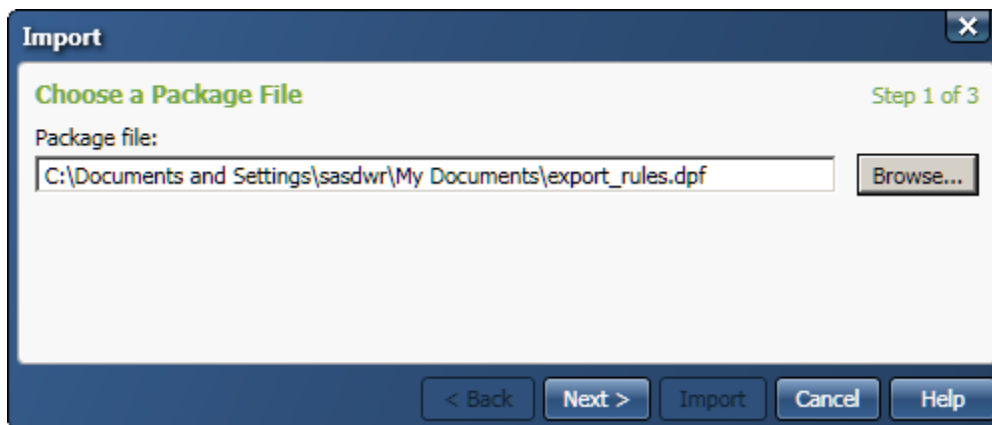 Import
Choose a Package File Step 1 of 3
Package file:
C:\Documents and Settings\sasdwr\My Documents\export_rules.dpf Browse...
< Back Next > Import Cancel Help